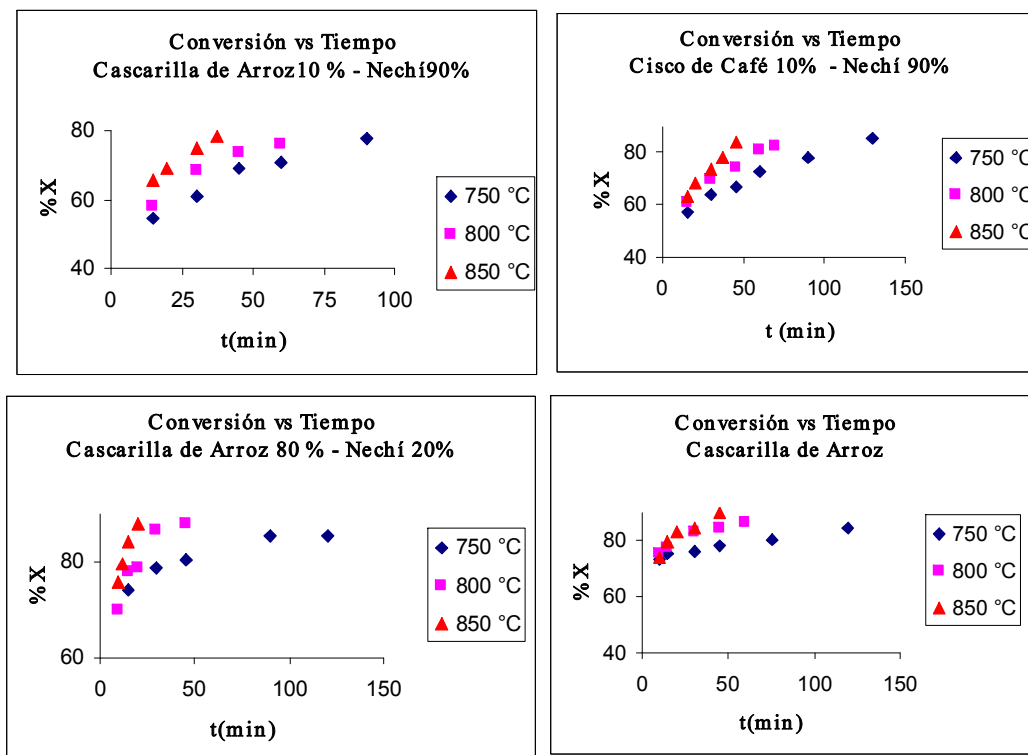 Conversión vs Tiempo
Cascarilla de Arroz10 % - Nechí90%
80
60
40
%X
0 25 50 75 100
t(min)
750 °C
800 °C
850 °C
Conversión vs Tiempo
Cisco de Café 10% - Nechí 90%
80
60
40
%X
0 50 100 150
t (min)
750 °C
800 °C
850 °C
Conversión vs Tiempo
Cascarilla de Arroz 80 % - Nechí 20%
80
60
%X
0 50 100 150
t(min)
750 °C
800 °C
850 °C
Conversión vs Tiempo
Cascarilla de Arroz
80
60
40
%X
0 50 100 150
t(min)
750 °C
800 °C
850 °C